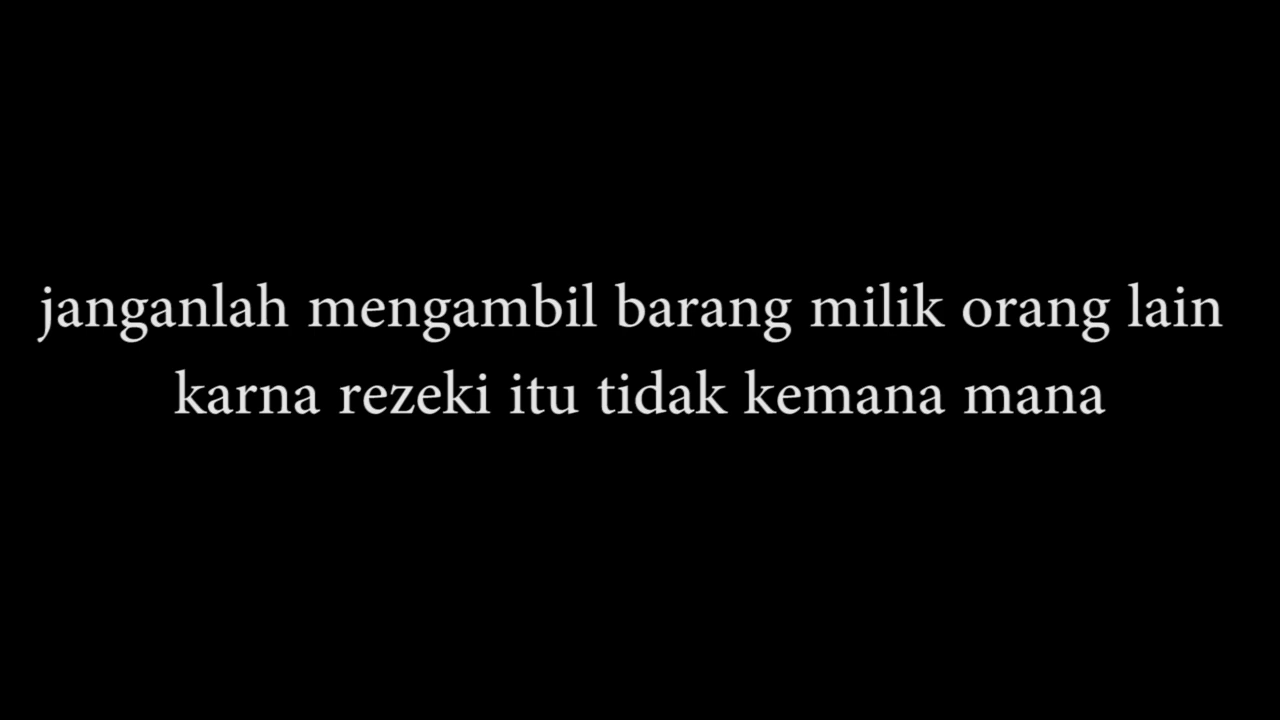 janganlah mengambil barang milik orang lain
karna rezeki itu tidak kemana mana